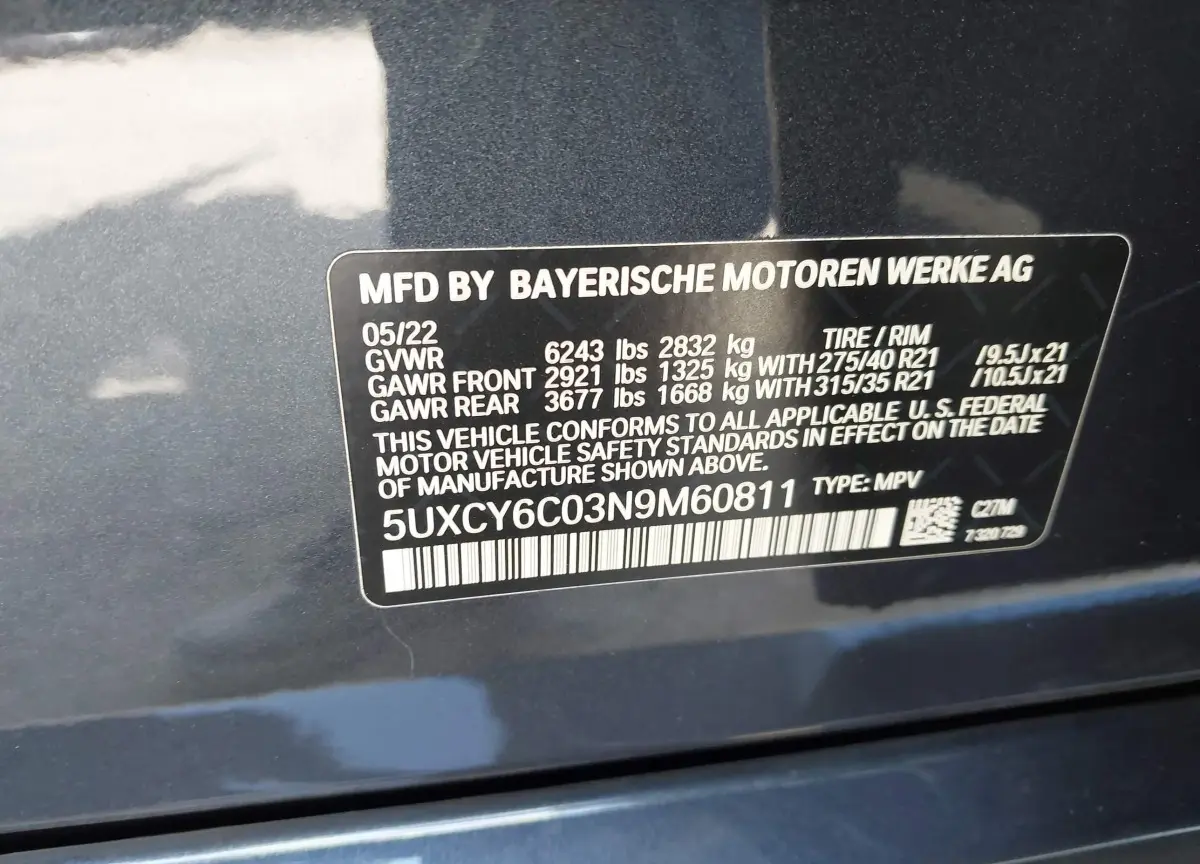 MFD BY BAYERISCHE MOTOREN WERKE AG
05/22 TIRE / RIM
GVWR 6243 lbs 2832 kg
GAWR FRONT 2921 lbs 1325 kg WITH 275/40 R21 /9.5J x 21
GAWR REAR 3677 lbs 1668 kg WITH 315/35 R21 /10.5J x 21
THIS VEHICLE CONFORMS TO ALL APPLICABLE U. S. FEDERAL
MOTOR VEHICLE SAFETY STANDARDS IN EFFECT ON THE DATE
OF MANUFACTURE SHOWN ABOVE.
5UXCY6C03N9M60811 TYPE: MPV
C27M
7 320 729